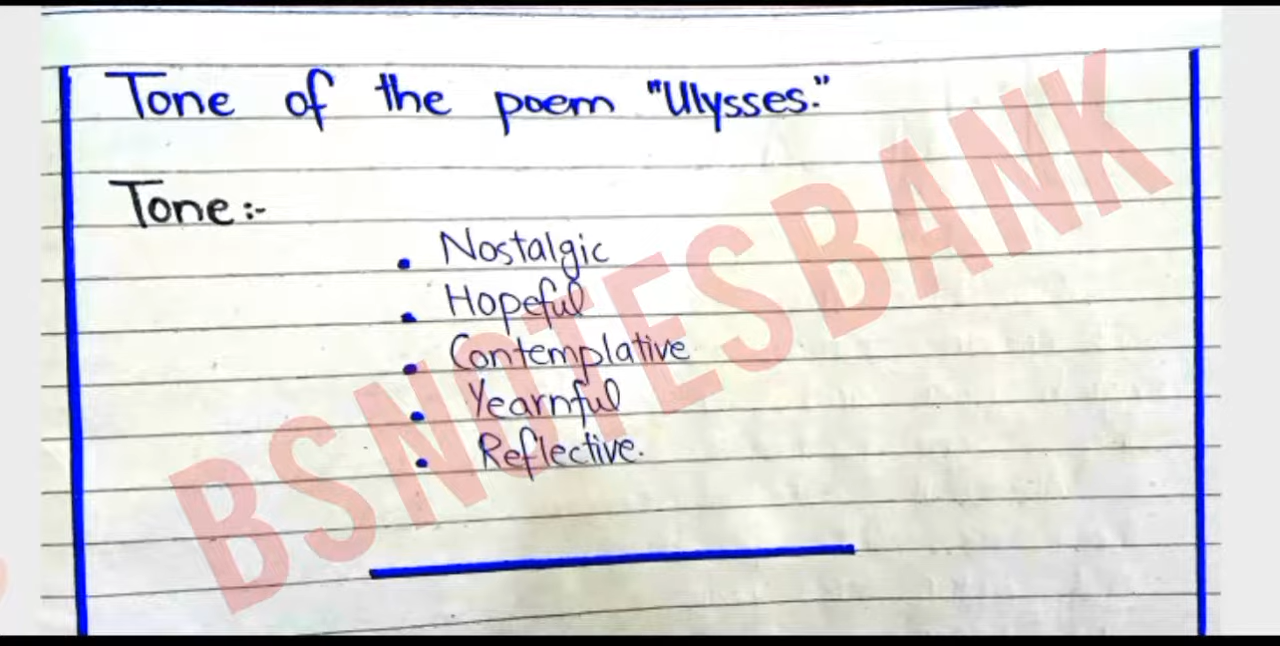 Tone of the poem "Ulysses."
Tone:-
• Nostalgic
• Hopeful
• Contemplative
• Yearnful
• Reflective.
BSNOTESBANK